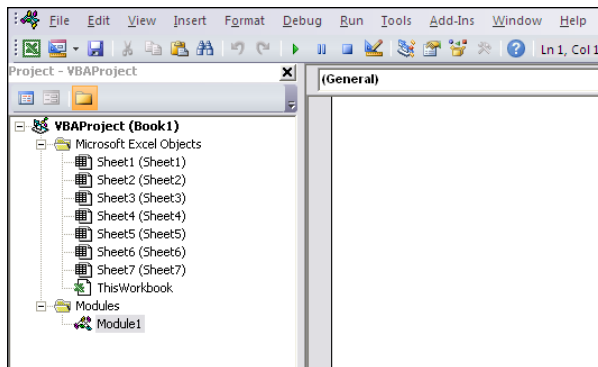 File Edit View Insert Format Debug Run Tools Add-Ins Window Help
Ln 1, Col 1
Project - VBAProject
(General)
VBAProject (Book1)
Microsoft Excel Objects
Sheet1 (Sheet1)
Sheet2 (Sheet2)
Sheet3 (Sheet3)
Sheet4 (Sheet4)
Sheet5 (Sheet5)
Sheet6 (Sheet6)
Sheet7 (Sheet7)
ThisWorkbook
Modules
Module1